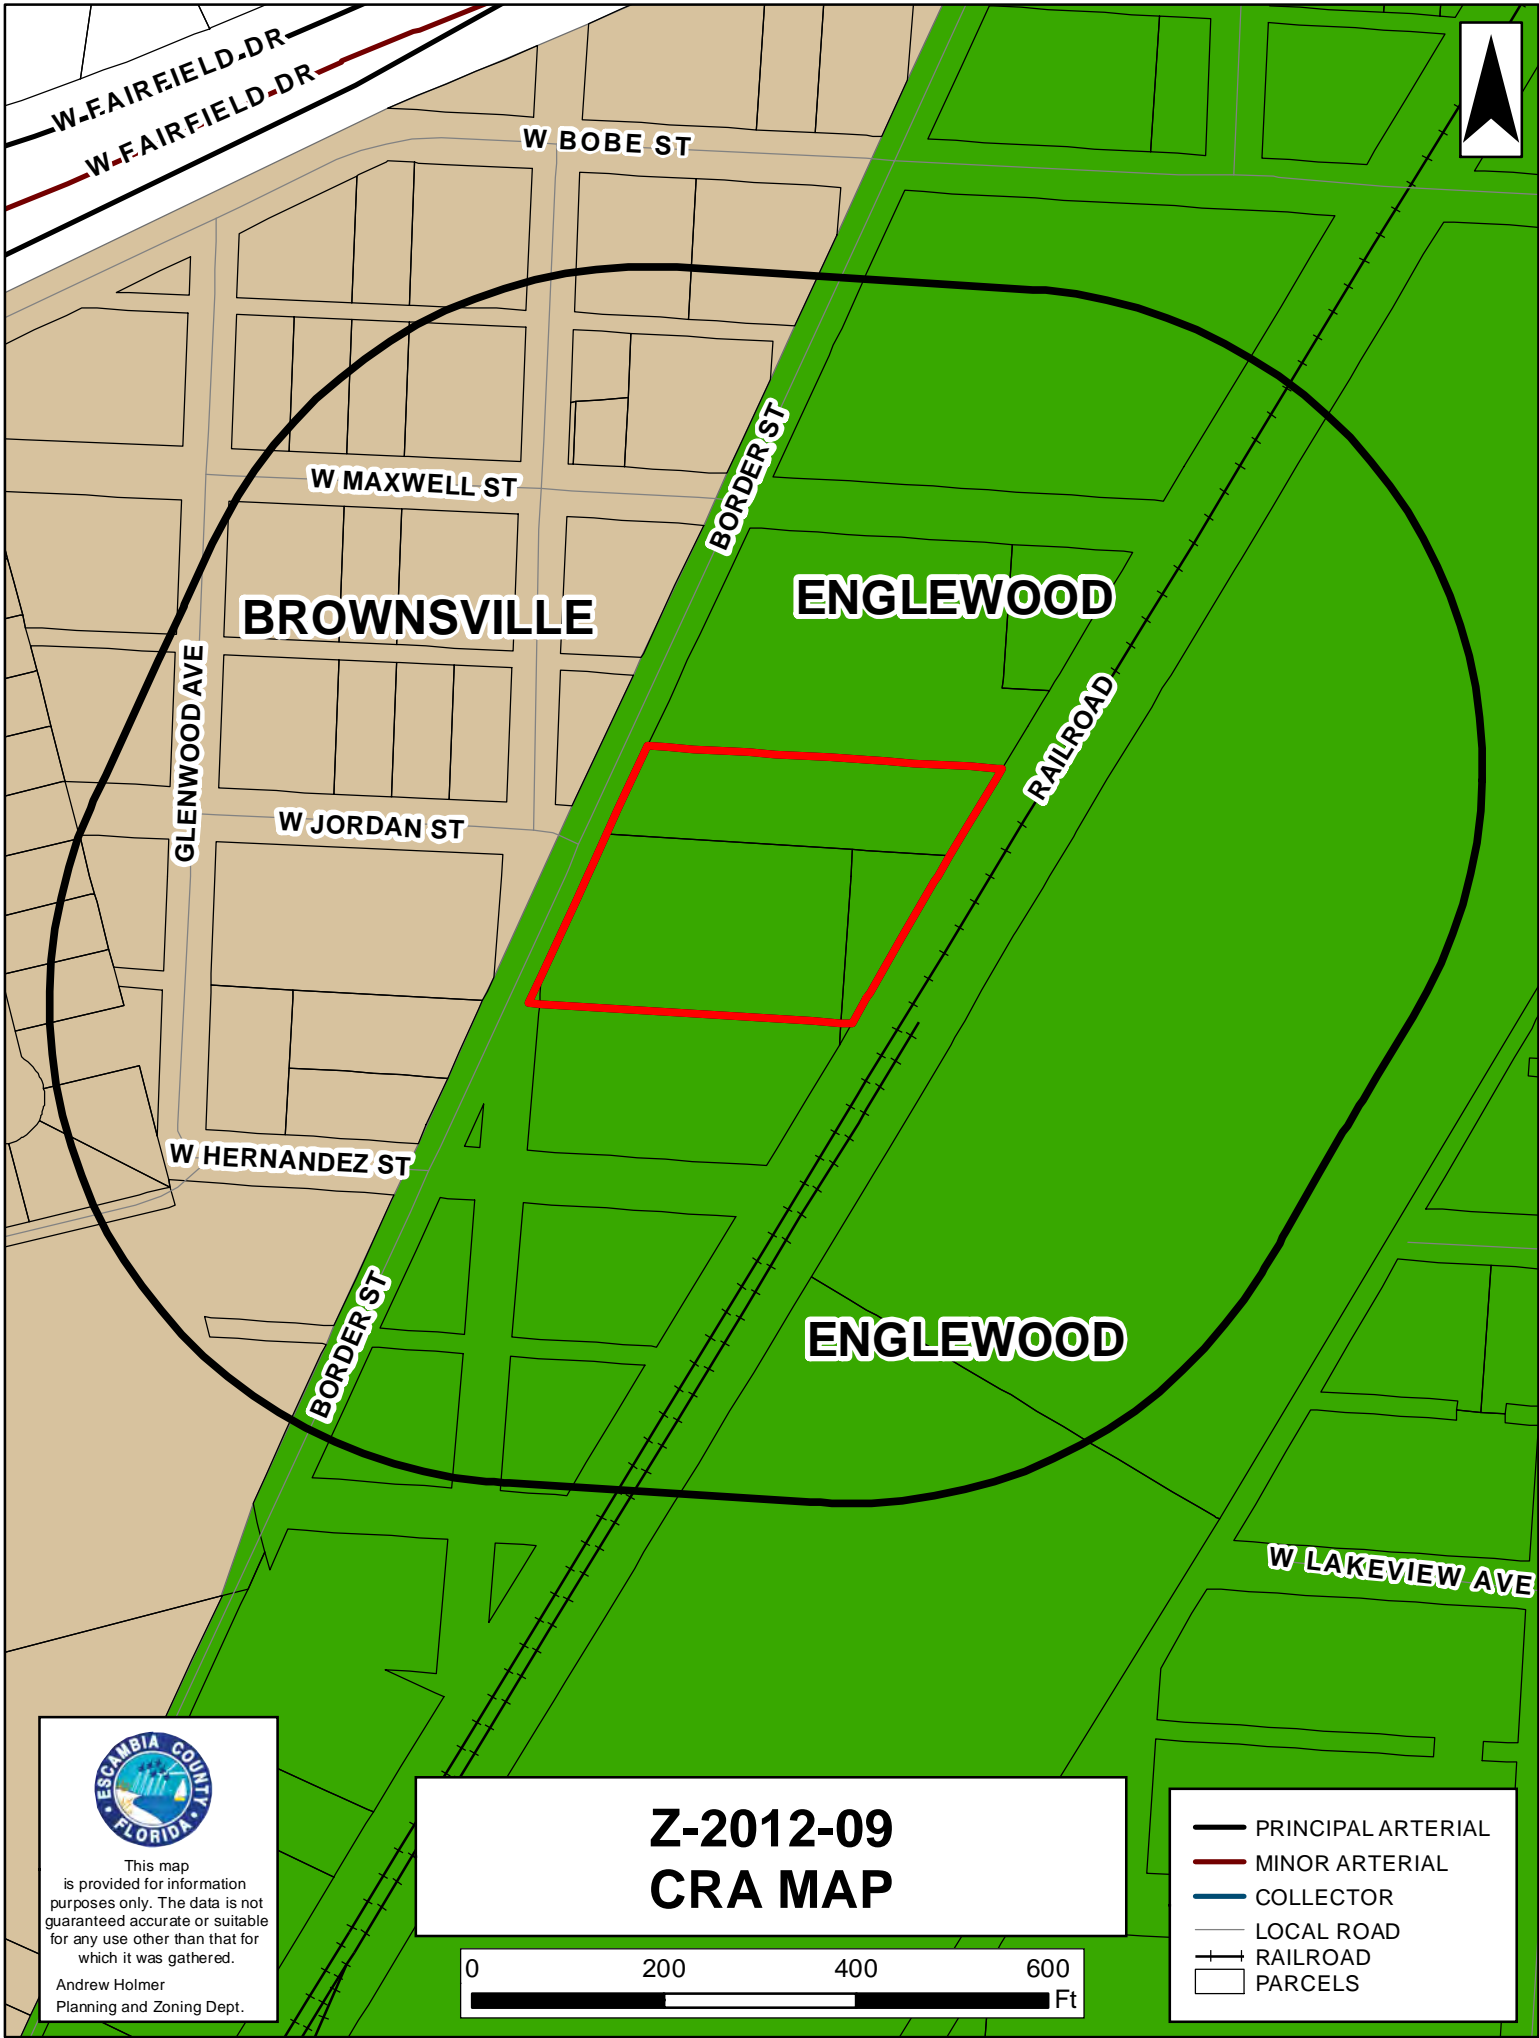 W FAIRFIELD DR
W FAIRFIELD DR
W BOBE ST
BORDER ST
W MAXWELL ST
BROWNSVILLE
ENGLEWOOD
GLENWOOD AVE
RAILROAD
W JORDAN ST
W HERNANDEZ ST
BORDER ST
ENGLEWOOD
W LAKEVIEW AVE
ESCAMBIA COUNTY
FLORIDA
This map
is provided for information
purposes only. The data is not
guaranteed accurate or suitable
for any use other than that for
which it was gathered.
Andrew Holmer
Planning and Zoning Dept.
Z-2012-09
CRA MAP
0 200 400 600
Ft
PRINCIPAL ARTERIAL
MINOR ARTERIAL
COLLECTOR
LOCAL ROAD
RAILROAD
PARCELS